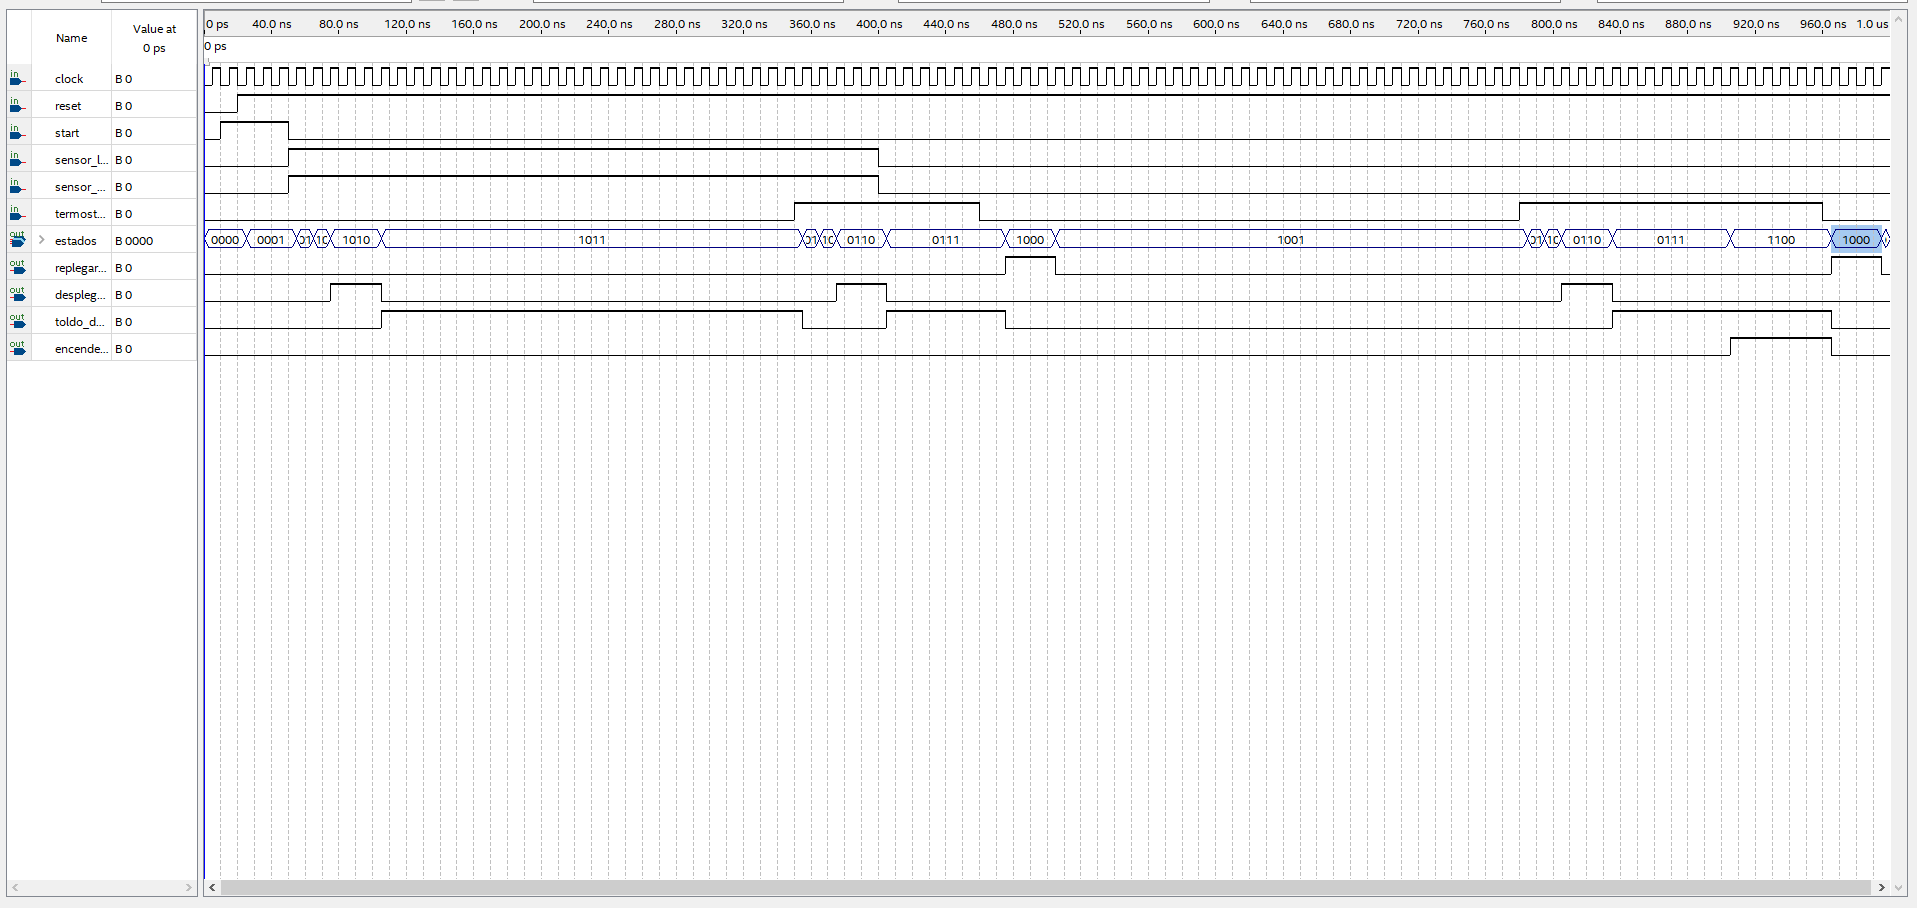 Name
Value at
0 ps
0 ps 40.0 ns 80.0 ns 120.0 ns 160.0 ns 200.0 ns 240.0 ns 280.0 ns 320.0 ns 360.0 ns 400.0 ns 440.0 ns 480.0 ns 520.0 ns 560.0 ns 600.0 ns 640.0 ns 680.0 ns 720.0 ns 760.0 ns 800.0 ns 840.0 ns 880.0 ns 920.0 ns 960.0 ns 1.0 us
0 ps
in clock B 0
in reset B 0
in start B 0
in sensor_l... B 0
in sensor_... B 0
in termost... B 0
out estados B 0000 0000 0001 1010 1011 0110 0111 1000 1001 0110 0111 1100 1000
out replegar... B 0
out despleg... B 0
out toldo_d... B 0
out encende... B 0